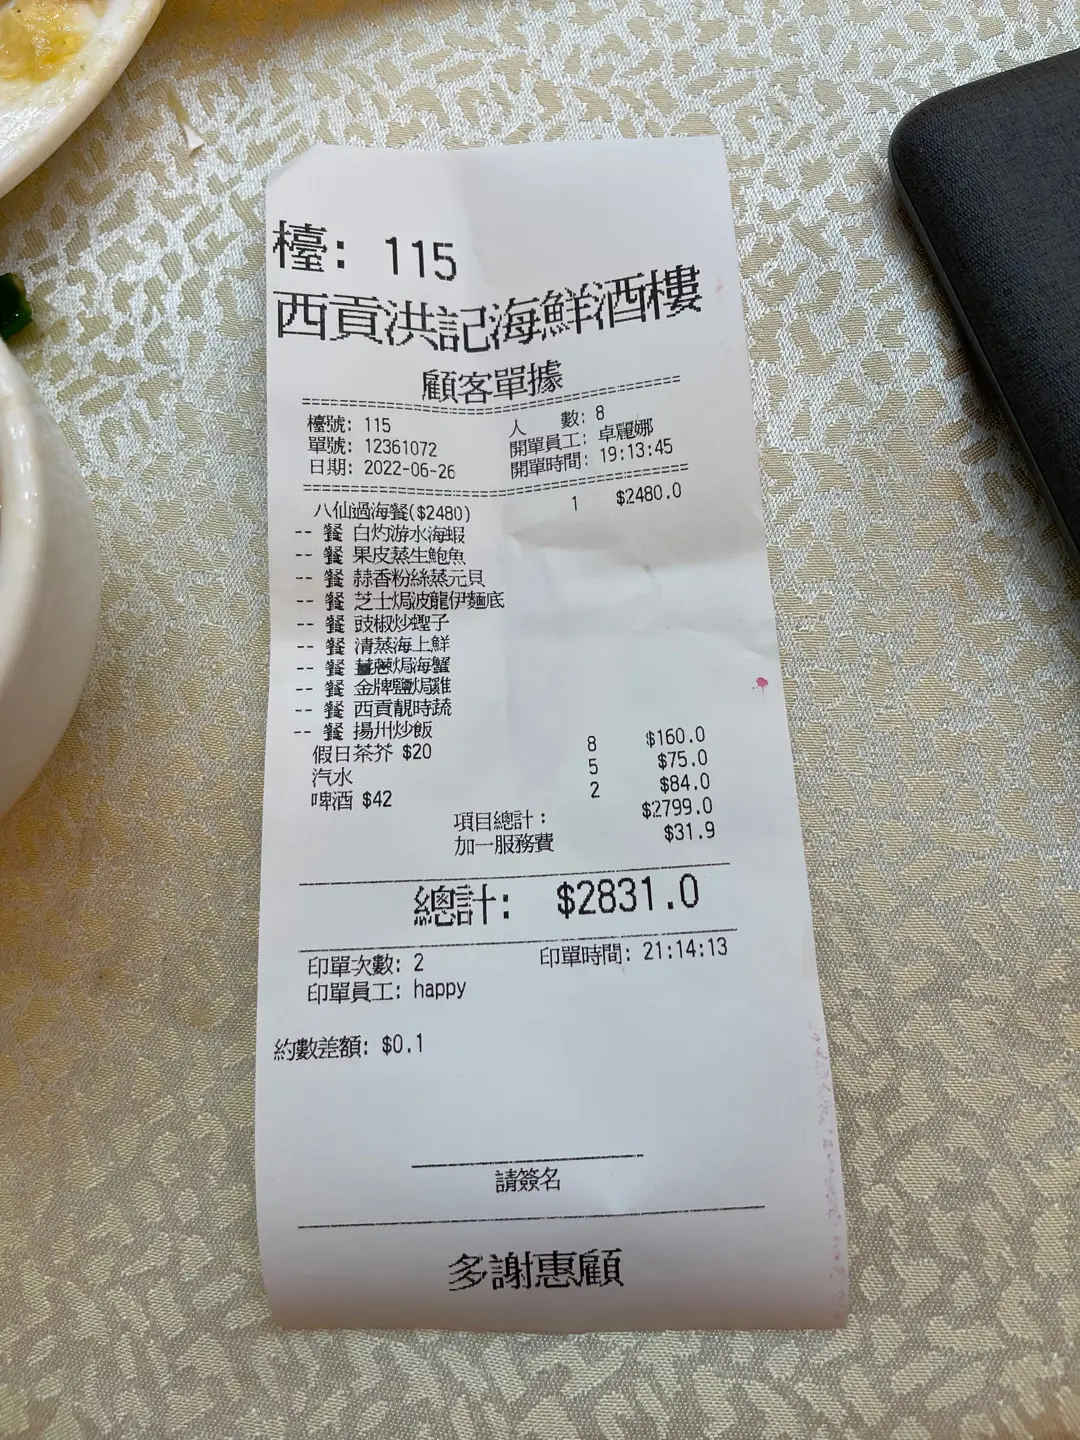 檯: 115
西貢洪記海鮮酒樓
顧客單據
檯號: 115 人 數: 8
單號: 12361072 開單員工: 卓麗娜
日期: 2022-06-26 開單時間: 19:13:45
八仙過海餐($2480) 1 $2480.0
-- 餐 白灼游水海蝦
-- 餐 果皮蒸生鮑魚
-- 餐 蒜香粉絲蒸元貝
-- 餐 芝士焗波龍伊麵底
-- 餐 豉椒炒蟶子
-- 餐 清蒸海上鮮
-- 餐 薑蔥焗海蟹
-- 餐 金牌鹽焗雞
-- 餐 西貢靚時蔬
-- 餐 揚州炒飯
假日茶芥 $20 8 $160.0
汽水 5 $75.0
啤酒 $42 2 $84.0
項目總計: $2799.0
加一服務費 $31.9
總計: $2831.0
印單次數: 2 印單時間: 21:14:13
印單員工: happy
約數差額: $0.1
請簽名
多謝惠顧